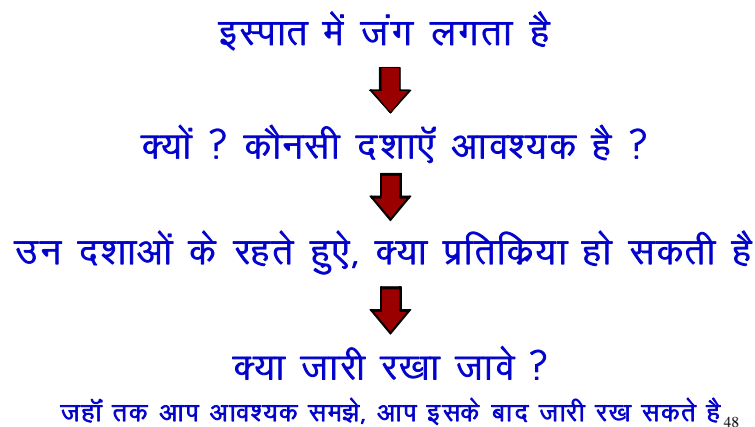 इस्पात में जंग लगता है
क्यों ? कौनसी दशाऍ आवश्यक है ?
उन दशाओं के रहते हुऐ, क्या प्रतिक्रिया हो सकती है
क्या जारी रखा जावे ?
जहॉं तक आप आवश्यक समझे, आप इसके बाद जारी रख सकते है
48